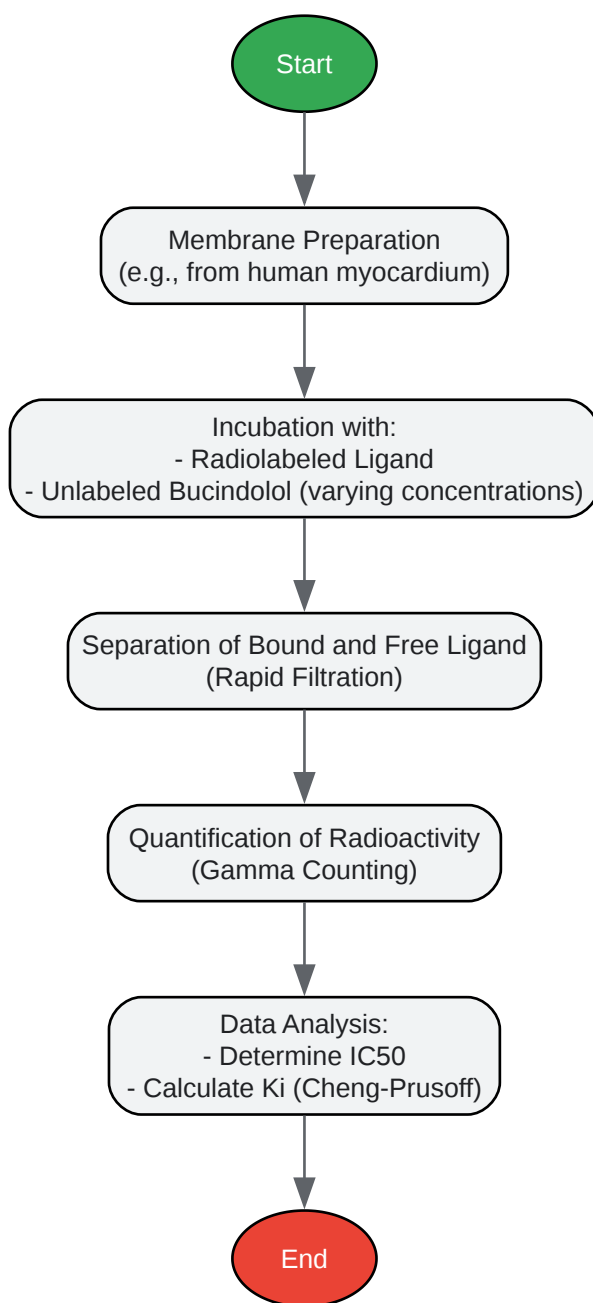 Start
Membrane Preparation
(e.g., from human myocardium)
Incubation with:
- Radiolabeled Ligand
- Unlabeled Bucindolol (varying concentrations)
Separation of Bound and Free Ligand
(Rapid Filtration)
Quantification of Radioactivity
(Gamma Counting)
Data Analysis:
- Determine IC50
- Calculate Ki (Cheng-Prusoff)
End